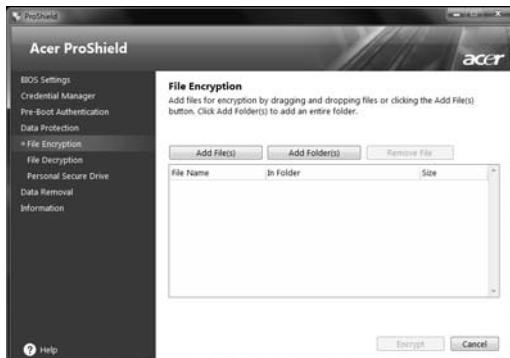 ProShield
Acer ProShield
acer
BIOS Settings
Credential Manager
Pre-Boot Authentication
Data Protection
File Encryption
File Decryption
Personal Secure Drive
Data Removal
Information
Help
File Encryption
Add files for encryption by dragging and dropping files or clicking the Add File(s)
button. Click Add Folder(s) to add an entire folder.
Add File(s) Add Folder(s) Remove File
File Name In Folder Size
Encrypt Cancel